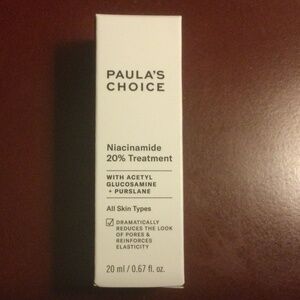 PAULA'S
CHOICE
Niacinamide
20% Treatment
WITH ACETYL
GLUCOSAMINE
+ PURSLANE
All Skin Types
DRAMATICALLY
REDUCES THE LOOK
OF PORES &
REINFORCES
ELASTICITY
20 ml / 0.67 fl. oz.